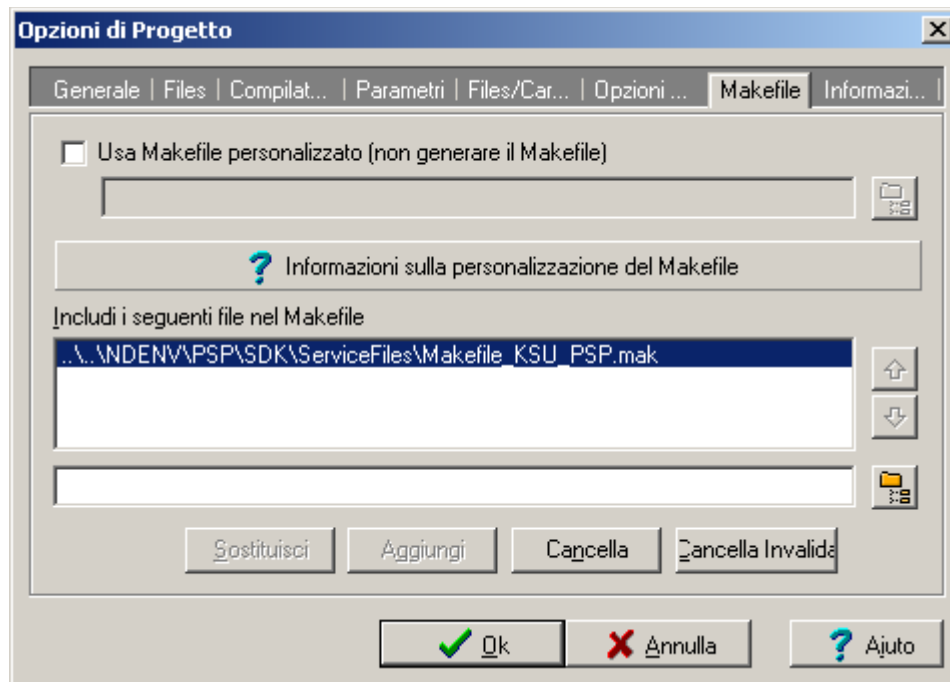 Opzioni di Progetto
Generale | Files | Compilat... | Parametri | Files/Car... | Opzioni ... Makefile Informazi... |
Usa Makefile personalizzato (non generare il Makefile)
? Informazioni sulla personalizzazione del Makefile
Includi i seguenti file nel Makefile
..\..\NDENV\PSP\SDK\ServiceFiles\Makefile_KSU_PSP.mak
Sostituisci Aggiungi Cancella Cancella Invalida
Ok Annulla ? Aiuto